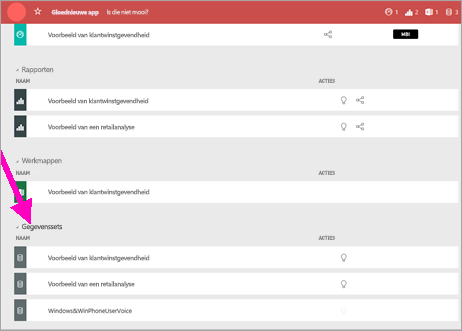 Gloednieuwe app Is die niet mooi? 1 2 1 3
Voorbeeld van klantwinstgevendheid MBI
Rapporten
NAAM ACTIES
Voorbeeld van klantwinstgevendheid
Voorbeeld van een retailanalyse
Werkmappen
NAAM ACTIES
Voorbeeld van klantwinstgevendheid
Gegevenssets
NAAM ACTIES
Voorbeeld van klantwinstgevendheid
Voorbeeld van een retailanalyse
Windows&WinPhoneUserVoice